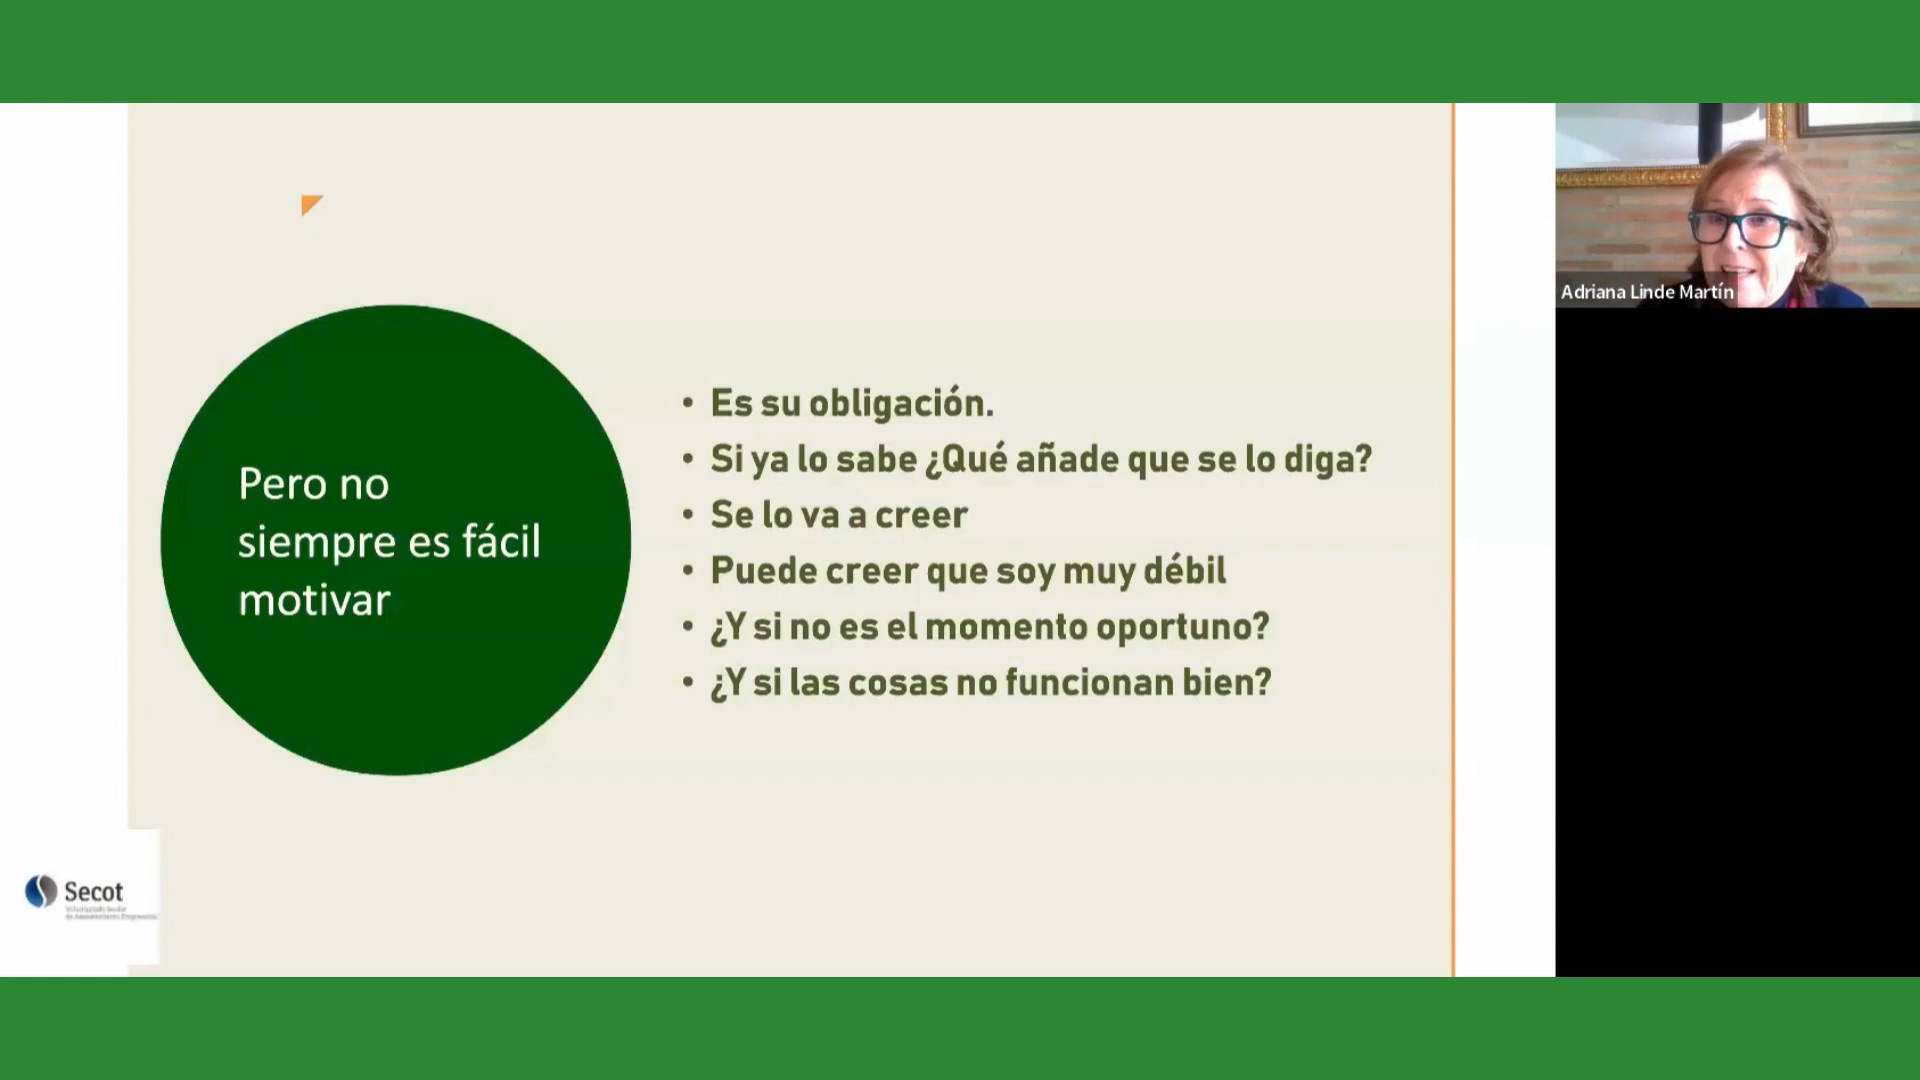 Pero no
siempre es fácil
motivar
• Es su obligación.
• Si ya lo sabe ¿Qué añade que se lo diga?
• Se lo va a creer
• Puede creer que soy muy débil
• ¿Y si no es el momento oportuno?
• ¿Y si las cosas no funcionan bien?
Adriana Linde Martín
Secot